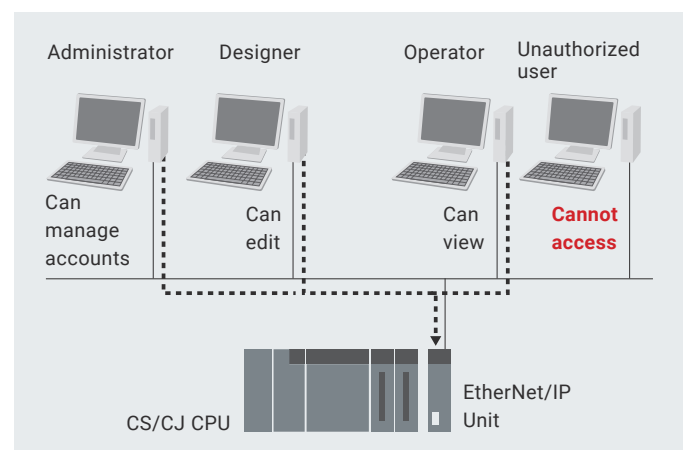 Administrator
Designer
Operator
Unauthorized
user
Can
manage
accounts
Can
edit
Can
view
Cannot
access
CS/CJ CPU
EtherNet/IP
Unit